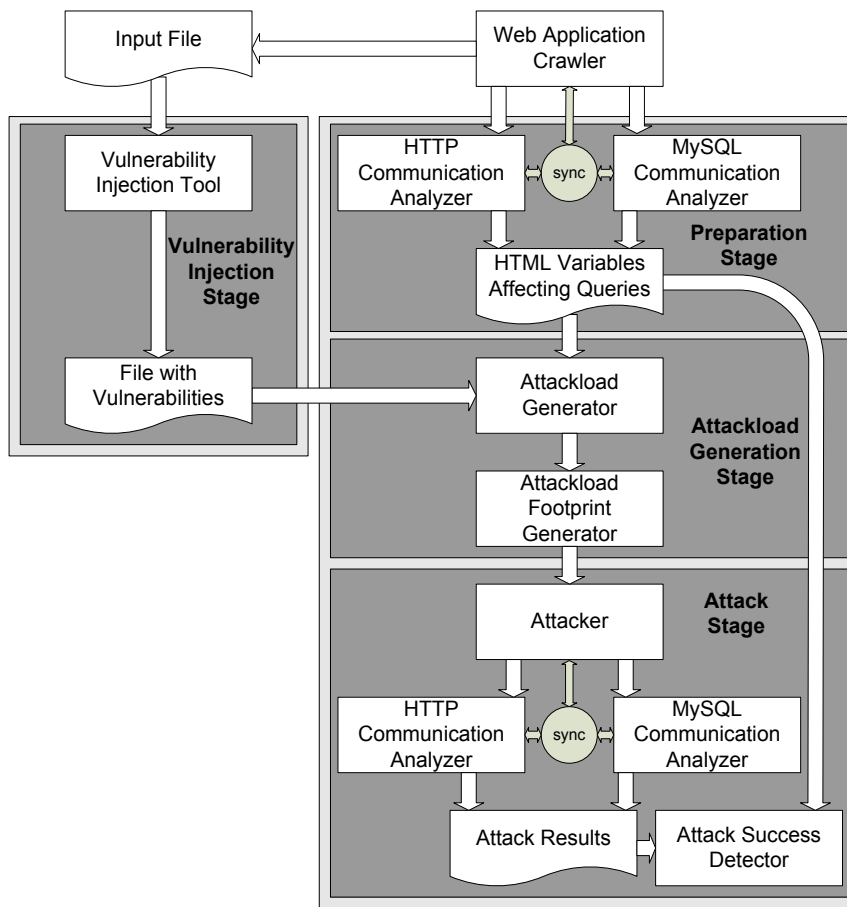 Input File
Web Application
Crawler
Vulnerability
Injection Tool
Vulnerability
Injection
Stage
File with
Vulnerabilities
HTTP
Communication
Analyzer
sync
MySQL
Communication
Analyzer
Preparation
Stage
HTML Variables
Affecting Queries
Attackload
Generator
Attackload
Generation
Stage
Attackload
Footprint
Generator
Attacker
Attack
Stage
HTTP
Communication
Analyzer
sync
MySQL
Communication
Analyzer
Attack Results
Attack Success
Detector